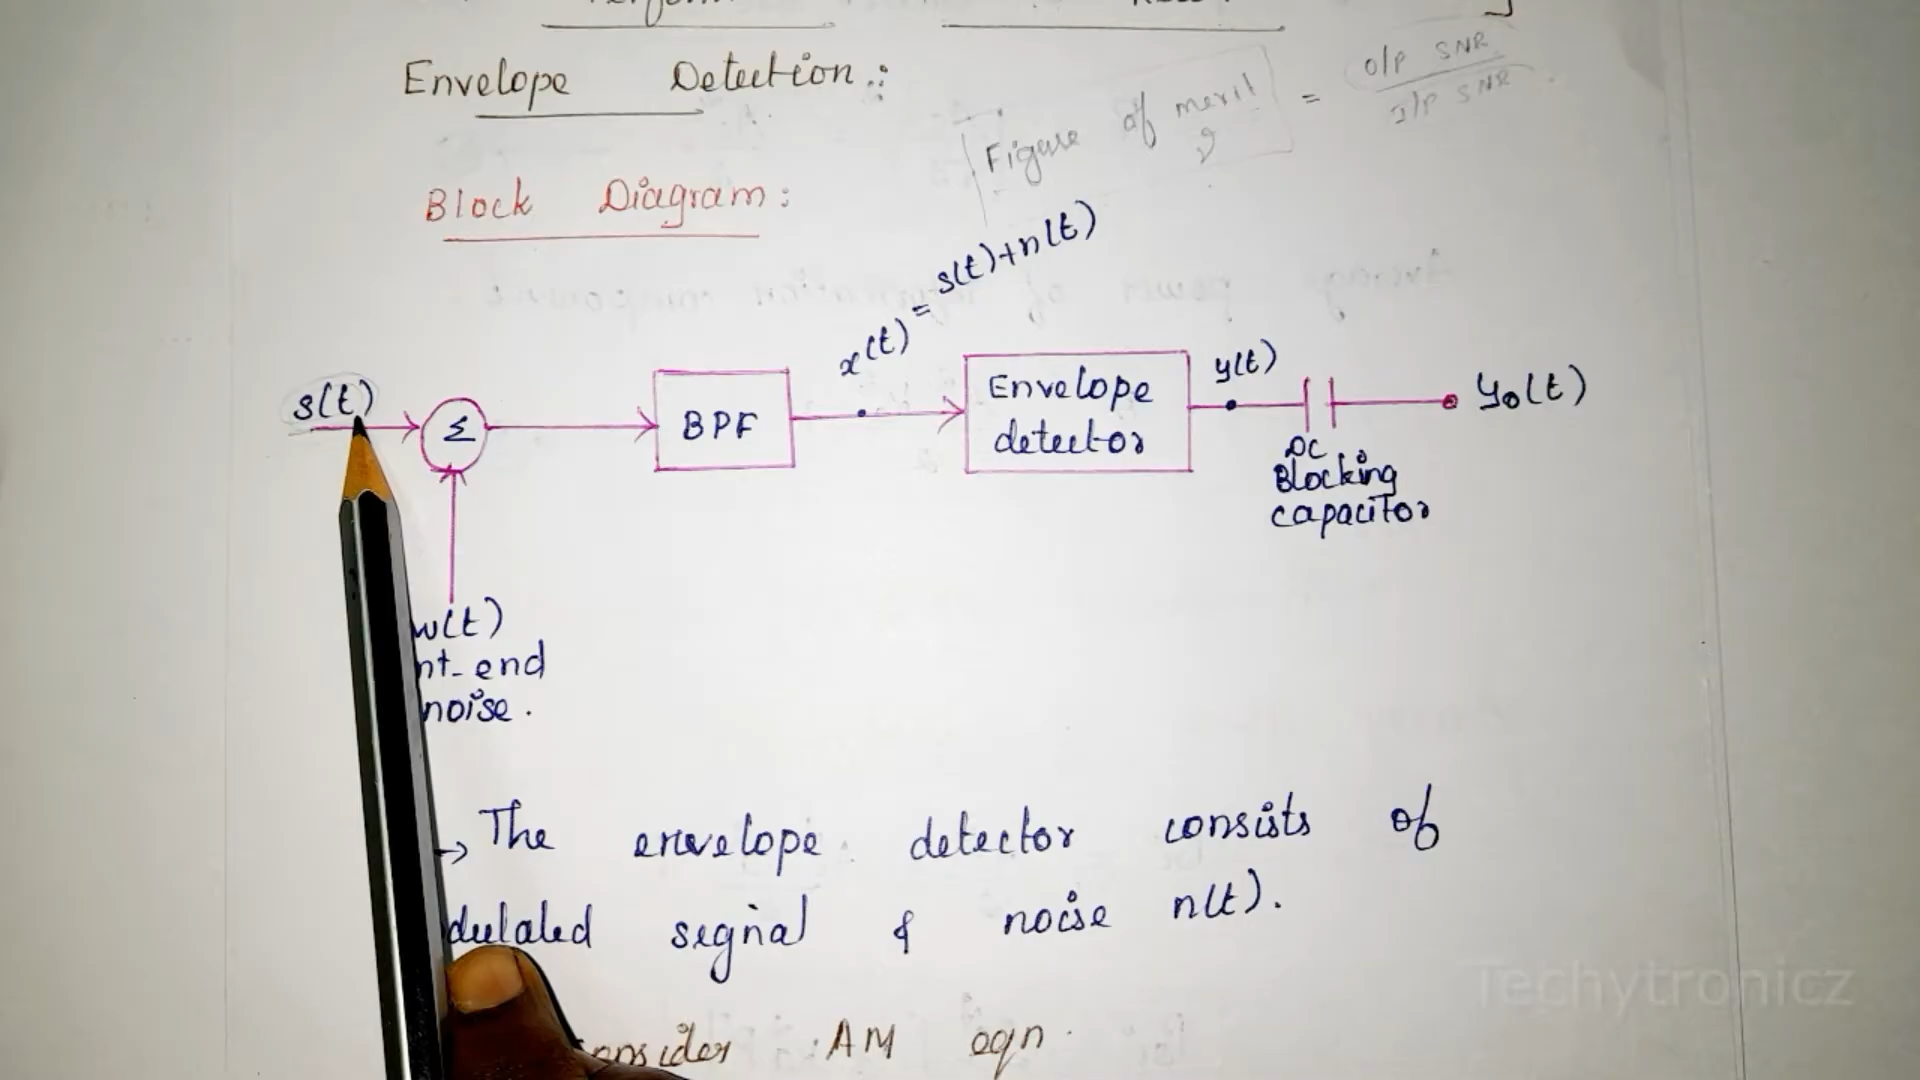 Envelope Detection:
Figure of merit = O/P SNR
I/P SNR
Block Diagram:
x(t) = s(t)+n(t)
s(t)
Σ
BPF
Envelope
detector
y(t)
y₀(t)
DC
Blocking
capacitor
w(t)
nt-end
noise.
→ The envelope detector consists of
dulated signal & noise n(t).
onsider AM eqn.
Techytronicz